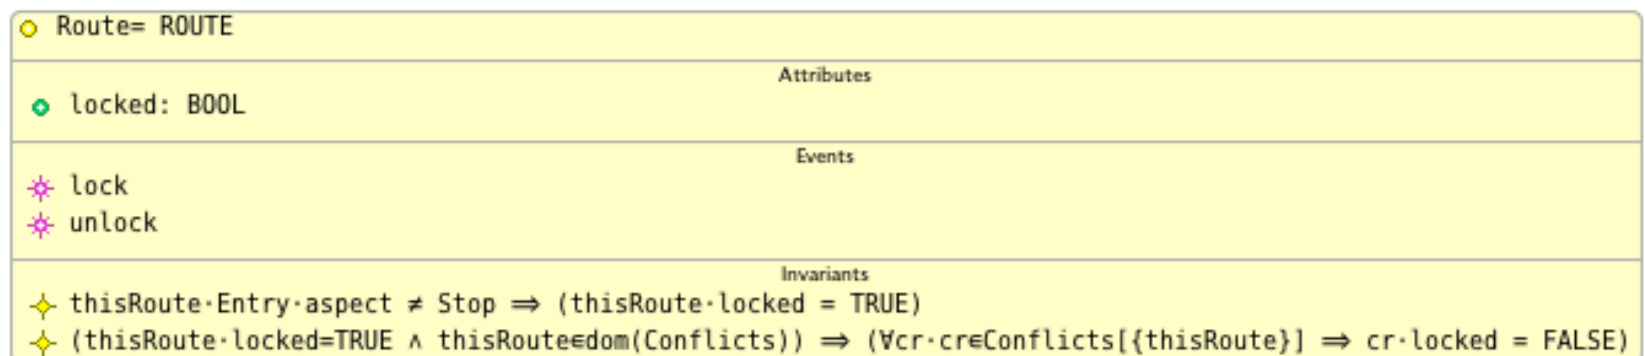 Route= ROUTE
Attributes
locked: BOOL
Events
lock
unlock
Invariants
thisRoute·Entry·aspect ≠ Stop ⇒ (thisRoute·locked = TRUE)
(thisRoute·locked=TRUE ∧ thisRoute∈dom(Conflicts)) ⇒ (∀cr·cr∈Conflicts[{thisRoute}] ⇒ cr·locked = FALSE)